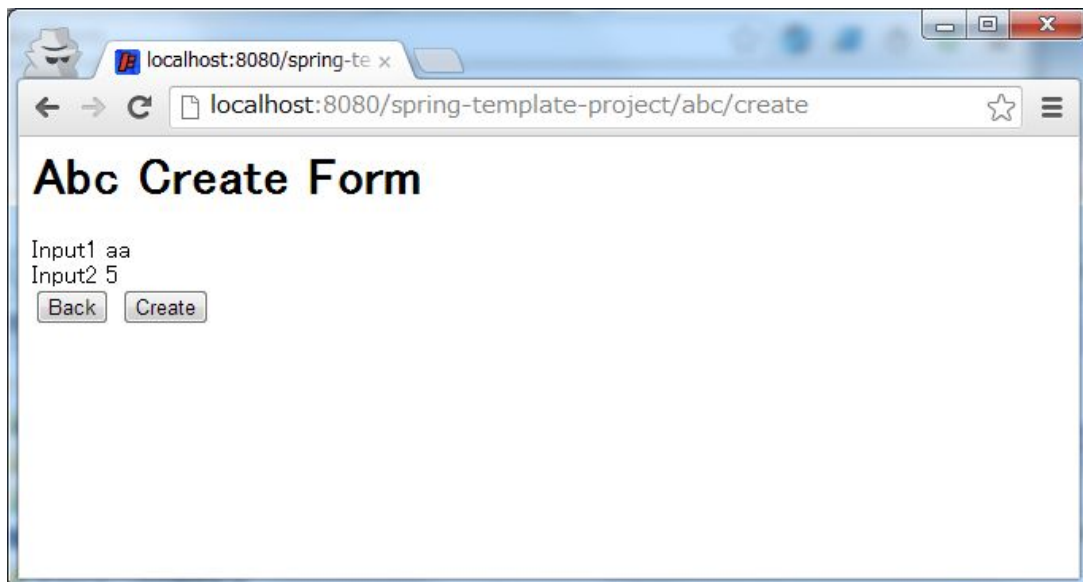 localhost:8080/spring-te
localhost:8080/spring-template-project/abc/create
Abc Create Form
Input1 aa
Input2 5
Back Create